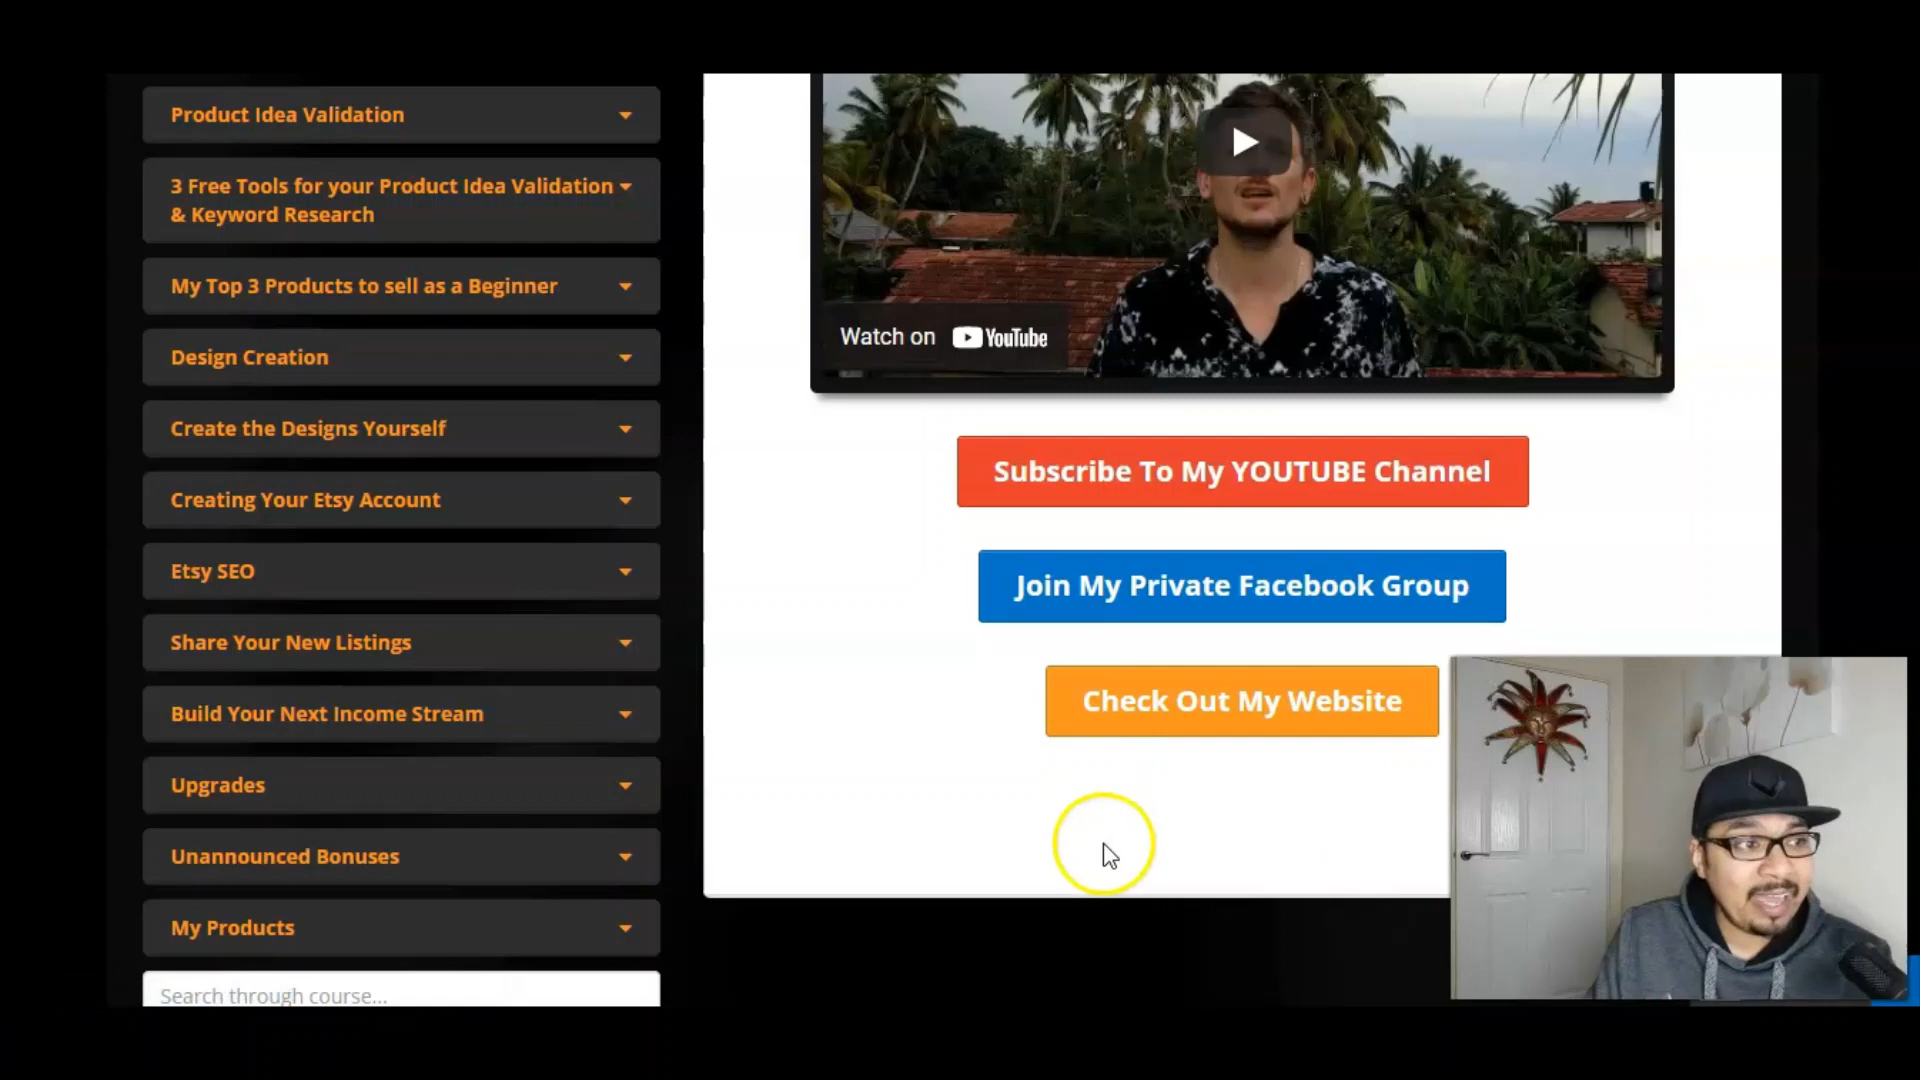 Product Idea Validation
3 Free Tools for your Product Idea Validation
& Keyword Research
My Top 3 Products to sell as a Beginner
Design Creation
Create the Designs Yourself
Creating Your Etsy Account
Etsy SEO
Share Your New Listings
Build Your Next Income Stream
Upgrades
Unannounced Bonuses
My Products
Search through course...
Watch on YouTube
Subscribe To My YOUTUBE Channel
Join My Private Facebook Group
Check Out My Website